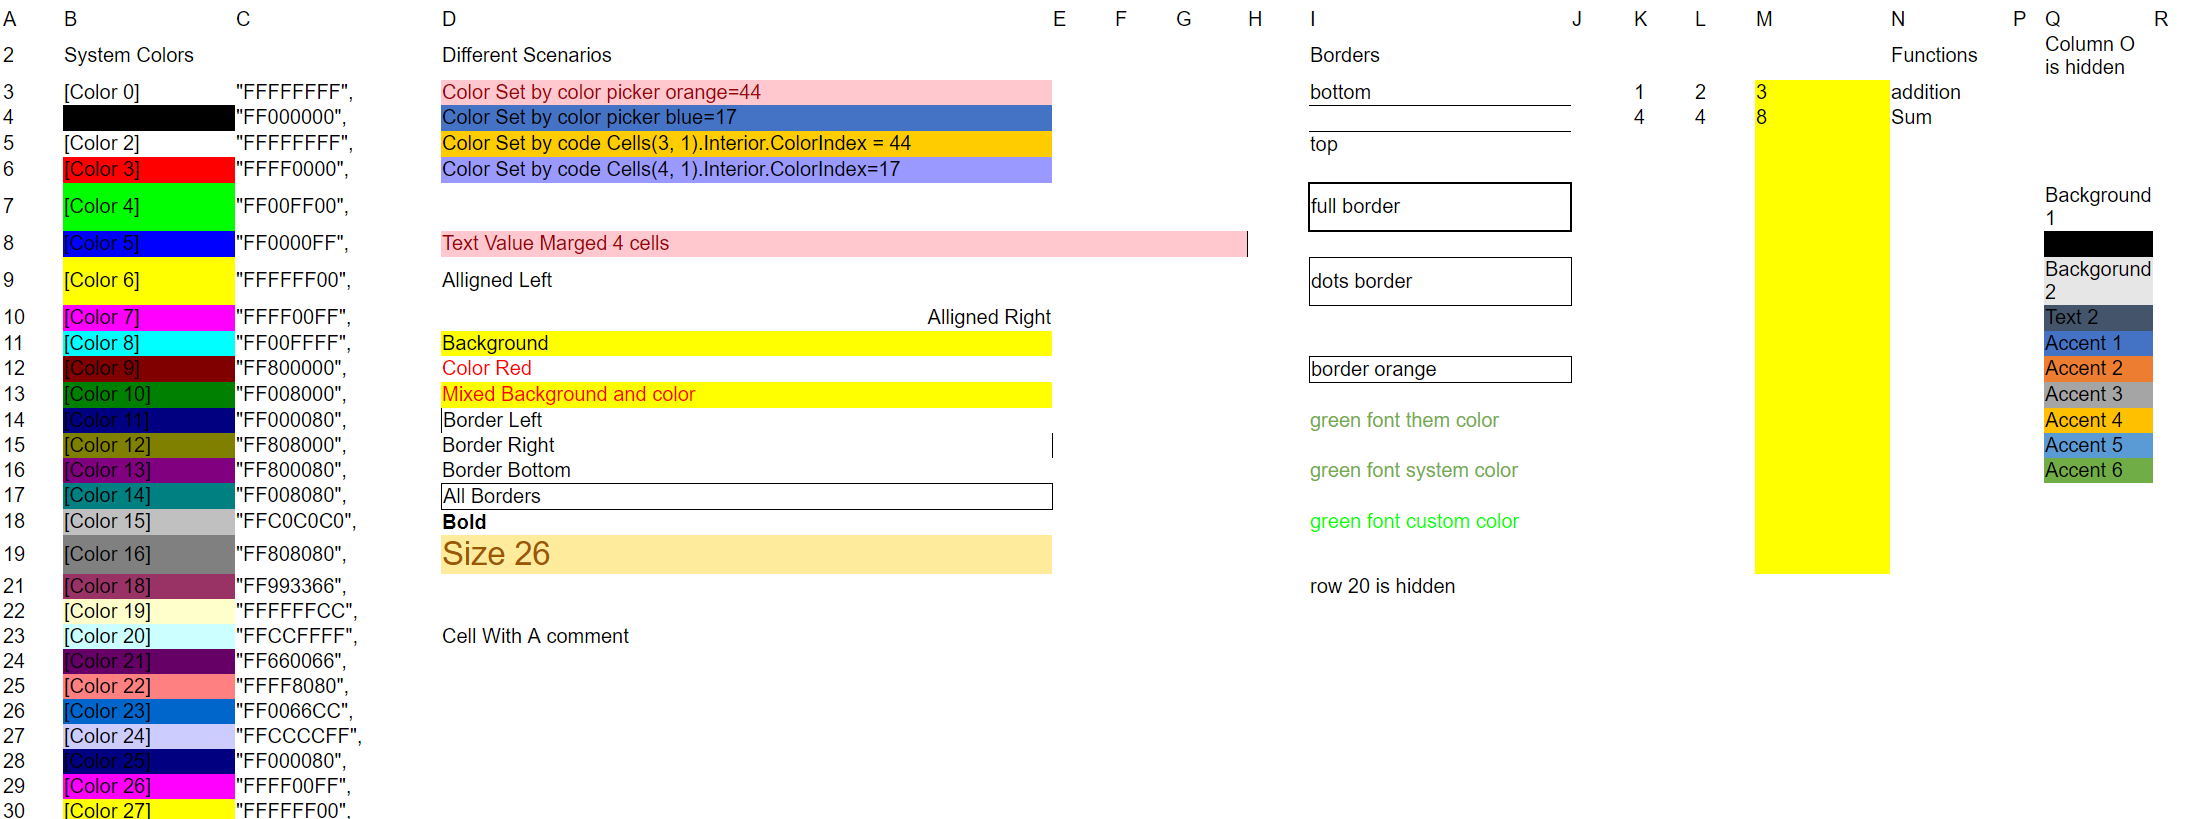 A B C D E F G H I J K L M N P Q R
2 System Colors Different Scenarios Borders Functions Column O
is hidden
3 [Color 0] "FFFFFFFF", Color Set by color picker orange=44 bottom 1 2 3 addition
4 "FF000000", Color Set by color picker blue=17 4 4 8 Sum
5 [Color 2] "FFFFFFFF", Color Set by code Cells(3, 1).Interior.ColorIndex = 44 top
6 [Color 3] "FFFF0000", Color Set by code Cells(4, 1).Interior.ColorIndex=17
7 [Color 4] "FF00FF00", full border Background
1
8 [Color 5] "FF0000FF", Text Value Marged 4 cells
9 [Color 6] "FFFFFF00", Alligned Left dots border Backgorund
2
10 [Color 7] "FFFF00FF", Alligned Right Text 2
11 [Color 8] "FF00FFFF", Background Accent 1
12 [Color 9] "FF800000", Color Red border orange Accent 2
13 [Color 10] "FF008000", Mixed Background and color Accent 3
14 [Color 11] "FF000080", Border Left green font them color Accent 4
15 [Color 12] "FF808000", Border Right Accent 5
16 [Color 13] "FF800080", Border Bottom green font system color Accent 6
17 [Color 14] "FF008080", All Borders
18 [Color 15] "FFC0C0C0", Bold green font custom color
19 [Color 16] "FF808080", Size 26
21 [Color 18] "FF993366", row 20 is hidden
22 [Color 19] "FFFFFFCC",
23 [Color 20] "FFCCFFFF", Cell With A comment
24 [Color 21] "FF660066",
25 [Color 22] "FFFF8080",
26 [Color 23] "FF0066CC",
27 [Color 24] "FFCCCCFF",
28 [Color 25] "FF000080",
29 [Color 26] "FFFF00FF",
30 [Color 27] "FFFFFF00",